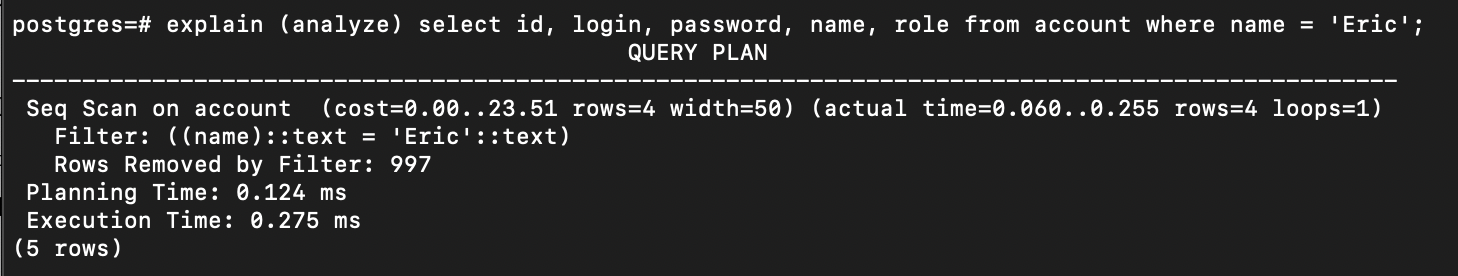 postgres=# explain (analyze) select id, login, password, name, role from account where name = 'Eric';
QUERY PLAN
---------------------------------------------------------------------------------------------------
Seq Scan on account  (cost=0.00..23.51 rows=4 width=50) (actual time=0.060..0.255 rows=4 loops=1)
Filter: ((name)::text = 'Eric'::text)
Rows Removed by Filter: 997
Planning Time: 0.124 ms
Execution Time: 0.275 ms
(5 rows)